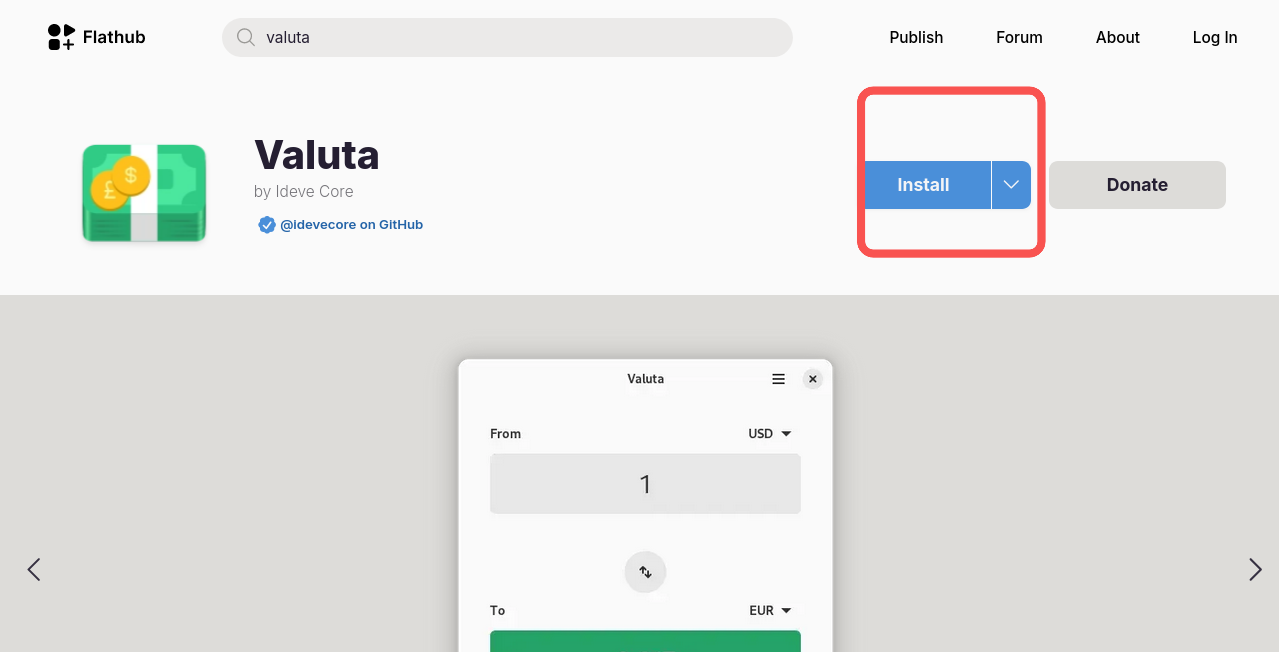 Flathub
valuta
Publish
Forum
About
Log In
Valuta
by Ideve Core
@idevecore on GitHub
Install
Donate
Valuta
From
USD
1
To
EUR